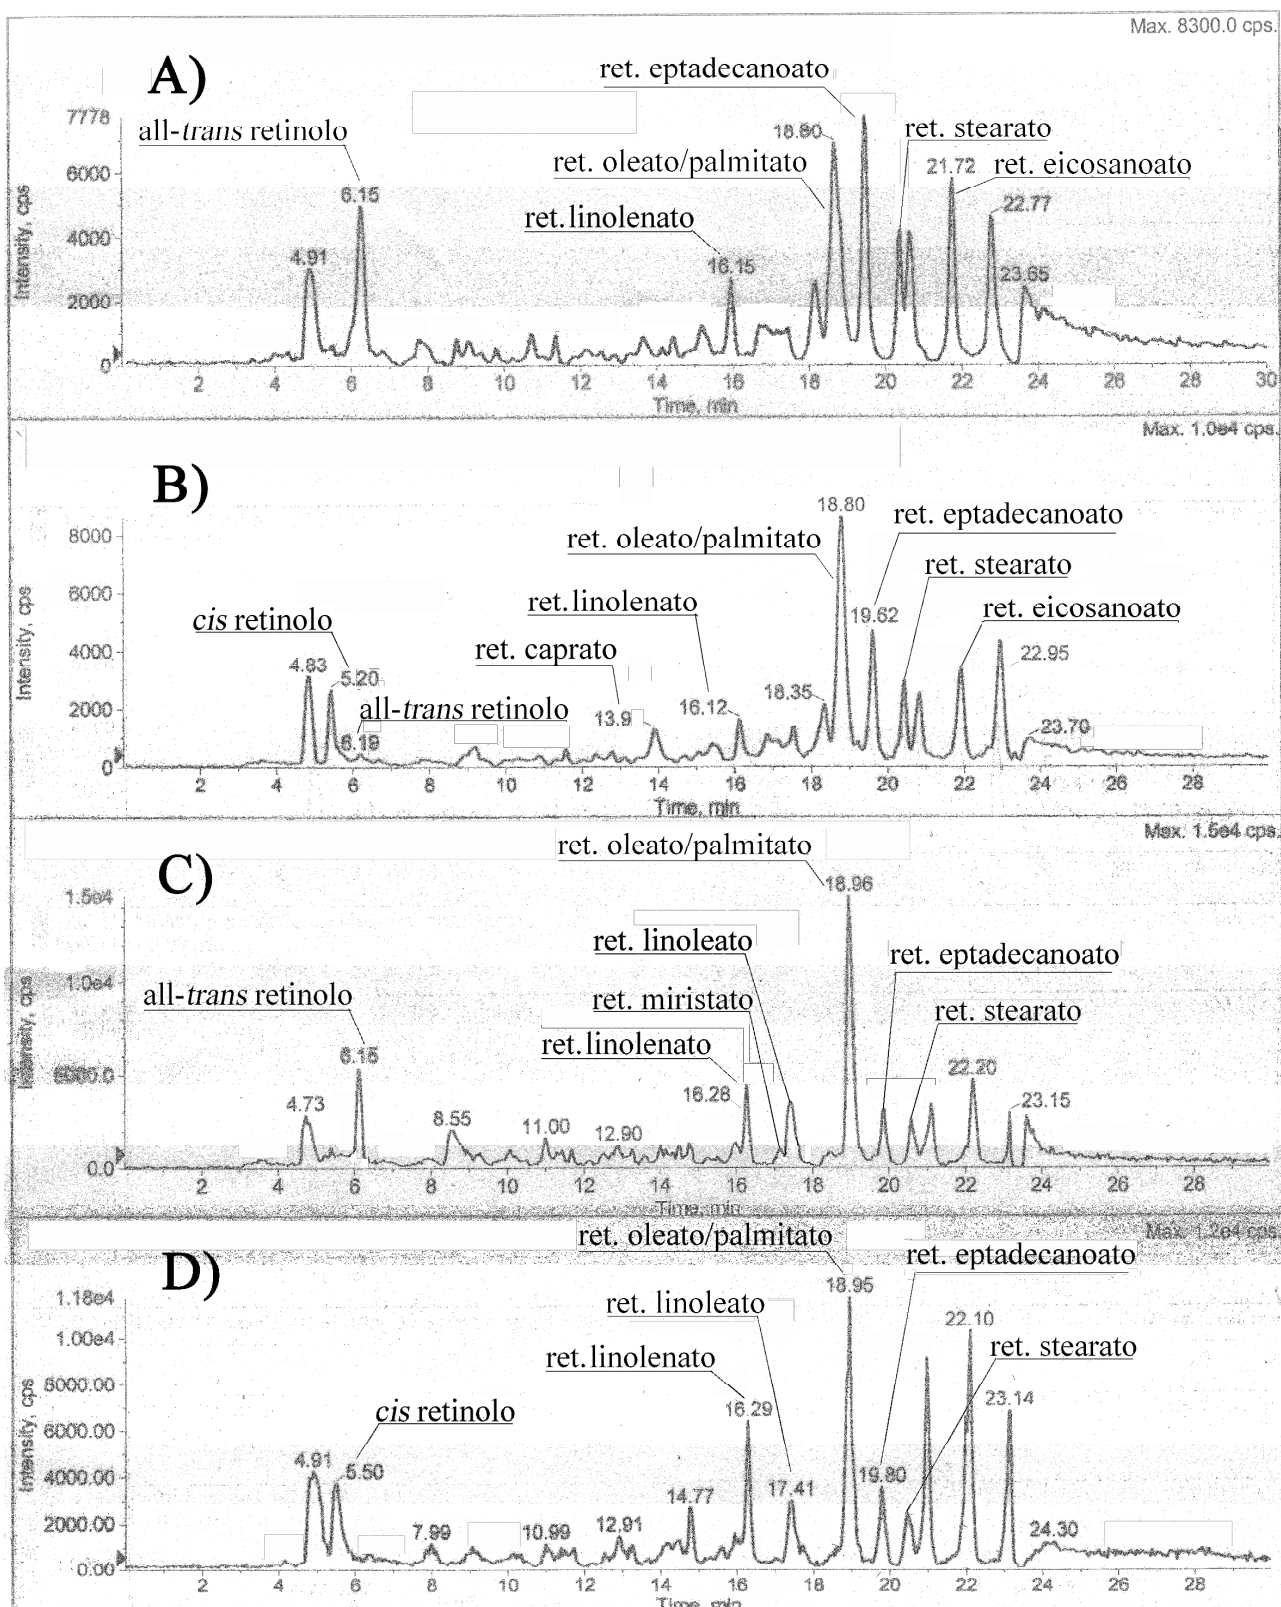 Max. 8300.0 cps.
A)
ret. eptadecanoato
7778
all-trans retinolo
18.80
ret. stearato
ret. oleato/palmitato
21.72
ret. eicosanoato
6000
6.15
22.77
ret. linolenato
4000
4.91
16.15
23.65
2000
0
Intensity, cps
2 4 6 8 10 12 14 16 18 20 22 24 26 28 30
Time, min
Max. 1.0e4 cps.
B)
18.80
ret. eptadecanoato
8000
ret. oleato/palmitato
ret. stearato
6000
ret. linolenato
19.62
ret. eicosanoato
cis retinolo
4000
ret. caprato
22.95
4.83
5.20
18.35
2000
all-trans retinolo
13.9
16.12
23.70
6.19
0
Intensity, cps
2 4 6 8 10 12 14 16 18 20 22 24 26 28
Time, min
Max. 1.5e4 cps.
ret. oleato/palmitato
C)
18.96
1.5e4
ret. linoleato
ret. eptadecanoato
1.0e4
all-trans retinolo
ret. miristato
ret. stearato
ret. linolenato
6.16
5000.0
22.20
16.28
4.73
8.55
11.00
12.90
23.15
0.0
Intensity, cps
2 4 6 8 10 12 14 16 18 20 22 24 26 28
Time, min
Max. 1.2e4 cps.
ret. oleato/palmitato
D)
ret. eptadecanoato
18.95
1.18e4
ret. linoleato
22.10
1.00e4
ret. linolenato
ret. stearato
8000.00
16.29
23.14
cis retinolo
6000.00
4.91
5.50
19.80
4000.00
14.77
17.41
2000.00
7.99
10.99
12.91
24.30
0.00
Intensity, cps
2 4 6 8 10 12 14 16 18 20 22 24 26 28
Time, min